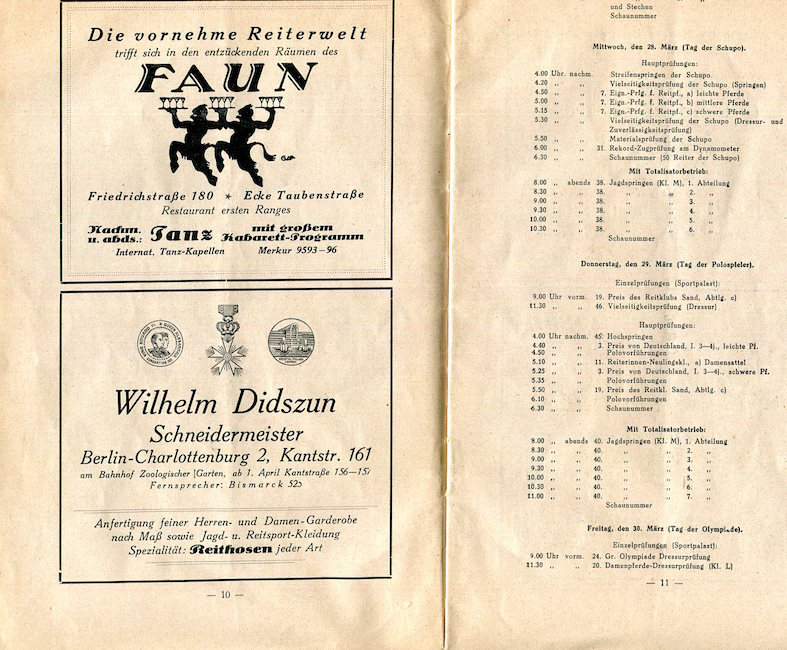 Die vornehme Reiterwelt
trifft sich in den entzückenden Räumen des
FAUN
Friedrichstraße 180 * Ecke Taubenstraße
Restaurant ersten Ranges
Nachm. u. abds.: Tanz mit großem Kabarett-Programm
Internat. Tanz-Kapellen Merkur 9593-96
Wilhelm Didszun
Schneidermeister
Berlin-Charlottenburg 2, Kantstr. 161
am Bahnhof Zoologischer Garten, ab 1. April Kantstraße 156—157
Fernsprecher: Bismarck 525
Anfertigung feiner Herren- und Damen-Garderobe
nach Maß sowie Jagd- u. Reitsport-Kleidung
Spezialität: Reithosen jeder Art
— 10 —
und Stechen
Schaunummer
Mittwoch, den 28. März (Tag der Schupo).
Hauptprüfungen:
4.00 Uhr nachm. Streifenspringen der Schupo.
4.20 „ „ Vielseitigkeitsprüfung der Schupo (Springen)
4.50 „ „ 7. Eign.-Prfg. f. Reitpf., a) leichte Pferde
5.00 „ „ 7. Eign.-Prfg. f. Reitpf., b) mittlere Pferde
5.15 „ „ 7. Eign.-Prfg. f. Reitpf., c) schwere Pferde
5.30 „ „ Vielseitigkeitsprüfung der Schupo (Dressur- und
Zuverlässigkeitsprüfung)
5.50 „ „ Materialsprüfung der Schupo
6.00 „ „ 31. Rekord-Zugprüfung am Dynamometer
6.30 „ „ Schaunummer (50 Reiter der Schupo)
Mit Totalisatorbetrieb:
8.00 „ abends 38. Jagdspringen (Kl. M), 1. Abteilung
8.30 „ „ 38. „ „ 2. „
9.00 „ „ 38. „ „ 3. „
9.30 „ „ 38. „ „ 4. „
10.00 „ „ 38. „ „ 5. „
10.30 „ „ 38. „ „ 6. „
Schaunummer
Donnerstag, den 29. März (Tag der Polospieler).
Einzelprüfungen (Sportpalast):
9.00 Uhr vorm. 19. Preis des Reitklubs Sand, Abtlg. c)
11.30 „ „ 46. Vielseitigkeitsprüfung (Dressur)
Hauptprüfungen:
4.00 Uhr nachm. 45. Hochspringen
4.40 „ „ 3. Preis von Deutschland, I. 3—4j., leichte Pf.
4.50 „ „ Polovorführungen
5.10 „ „ 11. Reiterinnen-Neulingskl., a) Damensattel
5.25 „ „ 3. Preis von Deutschland, I. 3—4j., schwere Pf.
5.35 „ „ Polovorführungen
5.50 „ „ 19. Preis des Reitkl. Sand, Abtlg. c)
6.10 „ „ Polovorführungen
6.30 „ „ Schaunummer
Mit Totalisatorbetrieb:
8.00 „ abends 40. Jagdspringen (Kl. M), 1. Abteilung
8.30 „ „ 40. „ „ 2. „
9.00 „ „ 40. „ „ 3. „
9.30 „ „ 40. „ „ 4. „
10.00 „ „ 40. „ „ 5. „
10.30 „ „ 40. „ „ 6. „
11.00 „ „ 40. „ „ 7. „
Schaunummer
Freitag, den 30. März (Tag der Olympiade).
Einzelprüfungen (Sportpalast):
9.00 Uhr vorm. 24. Gr. Olympiade Dressurprüfung
11.30 „ „ 20. Damenpferde-Dressurprüfung (Kl. L)
— 11 —